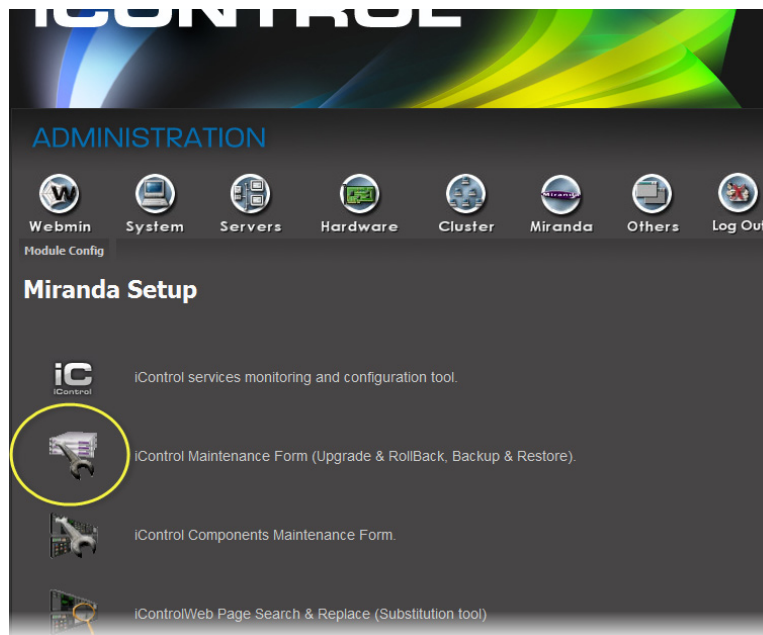 iCONTROL
ADMINISTRATION
Webmin System Servers Hardware Cluster Miranda Others Log Out
Module Config
Miranda Setup
iC
iControl
iControl services monitoring and configuration tool.
iControl Maintenance Form (Upgrade & RollBack, Backup & Restore).
iControl Components Maintenance Form.
iControlWeb Page Search & Replace (Substitution tool)